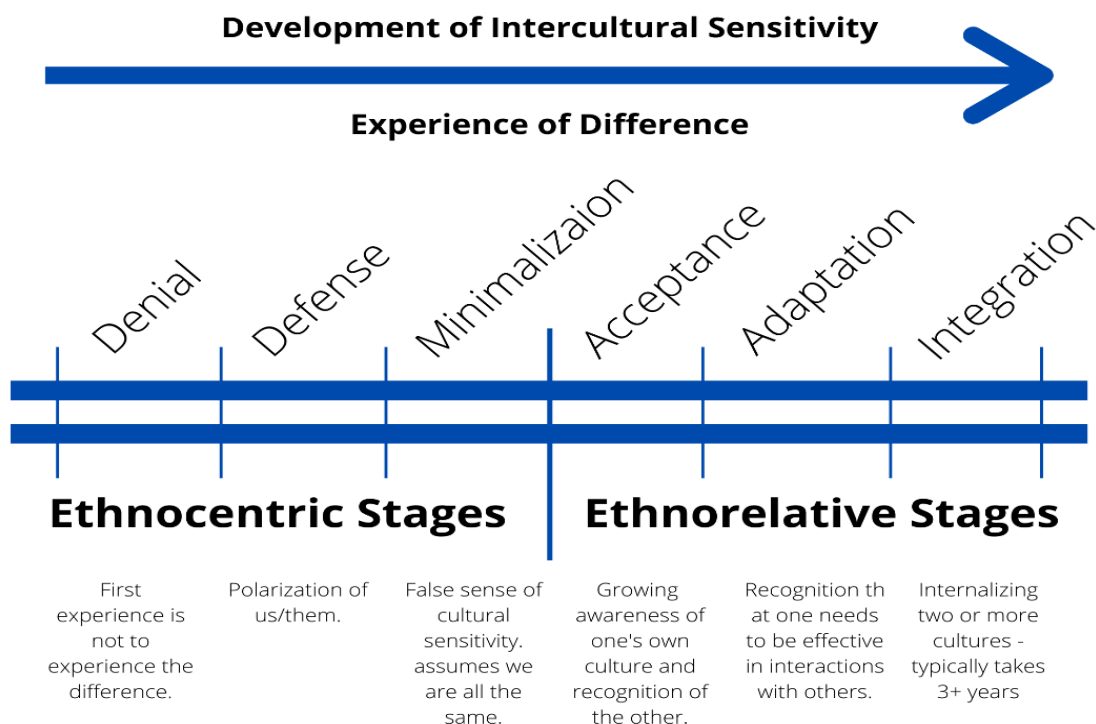 Development of Intercultural Sensitivity
Experience of Difference
Denial
Defense
Minimalizaion
Acceptance
Adaptation
Integration
Ethnocentric Stages
Ethnorelative Stages
First
experience is
not to
experience the
difference.
Polarization of
us/them.
False sense of
cultural
sensitivity.
assumes we
are all the
same.
Growing
awareness of
one's own
culture and
recognition of
the other.
Recognition th
at one needs
to be effective
in interactions
with others.
Internalizing
two or more
cultures -
typically takes
3+ years